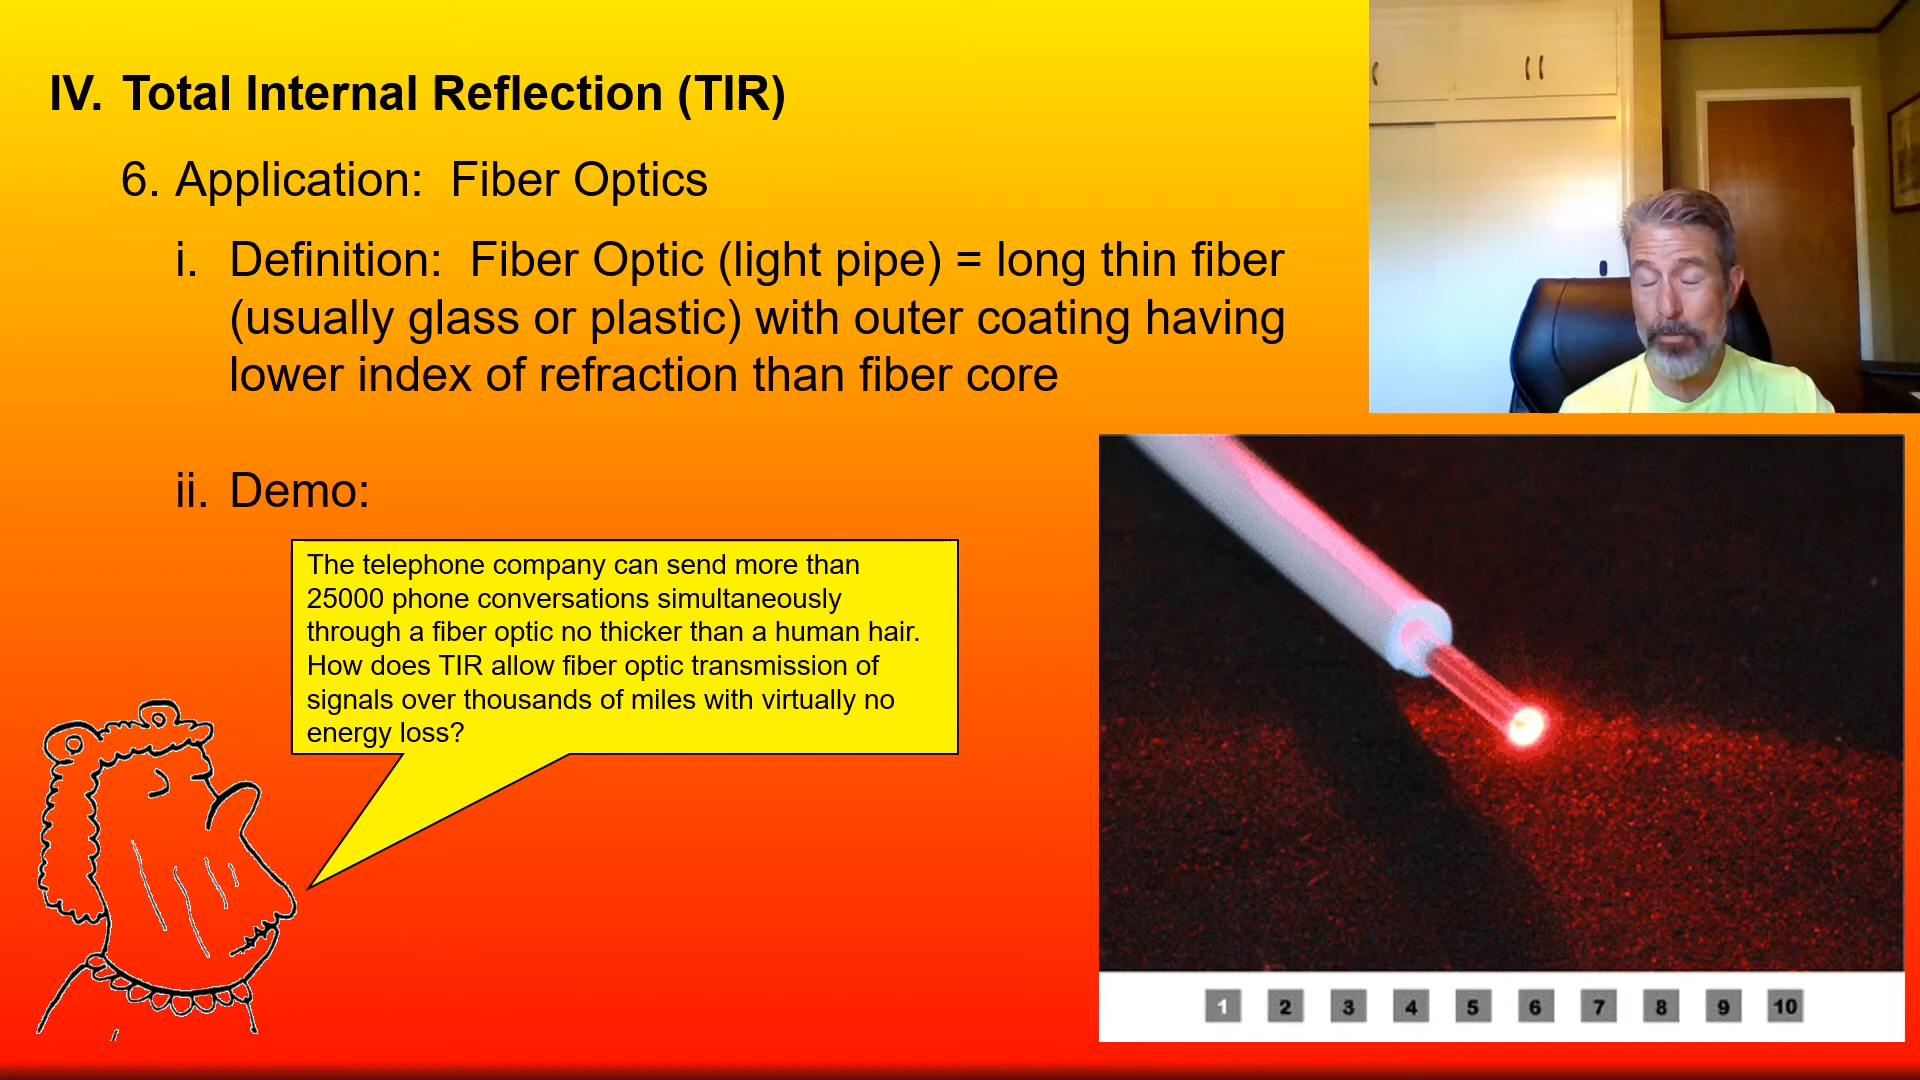 IV. Total Internal Reflection (TIR)
6. Application: Fiber Optics
i. Definition: Fiber Optic (light pipe) = long thin fiber
(usually glass or plastic) with outer coating having
lower index of refraction than fiber core
ii. Demo:
The telephone company can send more than
25000 phone conversations simultaneously
through a fiber optic no thicker than a human hair.
How does TIR allow fiber optic transmission of
signals over thousands of miles with virtually no
energy loss?
1 2 3 4 5 6 7 8 9 10